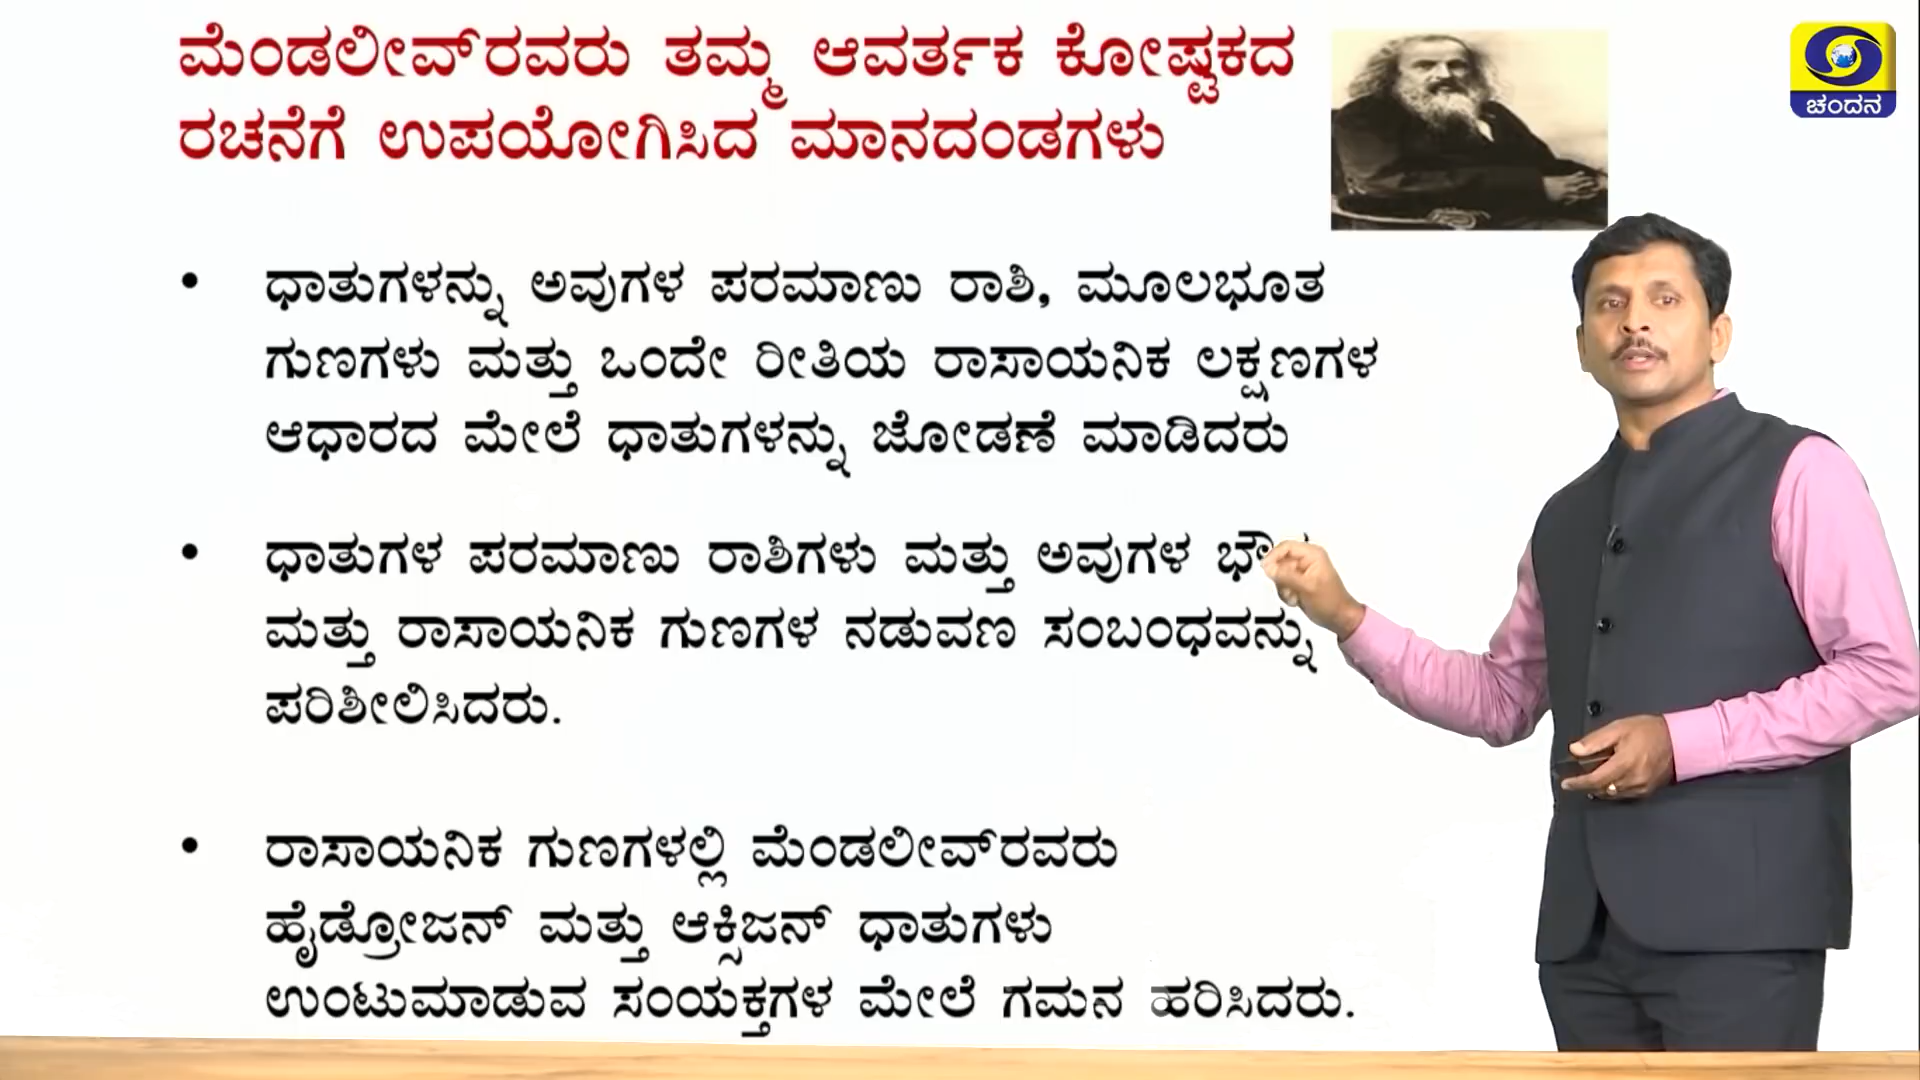 ಮೆಂಡಲೀವ್‌ರವರು ತಮ್ಮ ಆವರ್ತಕ ಕೋಷ್ಟಕದ
ರಚನೆಗೆ ಉಪಯೋಗಿಸಿದ ಮಾನದಂಡಗಳು
ಚಂದನ
• ಧಾತುಗಳನ್ನು ಅವುಗಳ ಪರಮಾಣು ರಾಶಿ, ಮೂಲಭೂತ
ಗುಣಗಳು ಮತ್ತು ಒಂದೇ ರೀತಿಯ ರಾಸಾಯನಿಕ ಲಕ್ಷಣಗಳ
ಆಧಾರದ ಮೇಲೆ ಧಾತುಗಳನ್ನು ಜೋಡಣೆ ಮಾಡಿದರು
• ಧಾತುಗಳ ಪರಮಾಣು ರಾಶಿಗಳು ಮತ್ತು ಅವುಗಳ
ಮತ್ತು ರಾಸಾಯನಿಕ ಗುಣಗಳ ನಡುವಣ ಸಂಬಂಧವನ್ನು
ಪರಿಶೀಲಿಸಿದರು.
• ರಾಸಾಯನಿಕ ಗುಣಗಳಲ್ಲಿ ಮೆಂಡಲೀವ್‌ರವರು
ಹೈಡ್ರೋಜನ್ ಮತ್ತು ಆಕ್ಸಿಜನ್ ಧಾತುಗಳು
ಉಂಟುಮಾಡುವ ಸಂಯಕ್ತಗಳ ಮೇಲೆ ಗಮನ ಹರಿಸಿದರು.